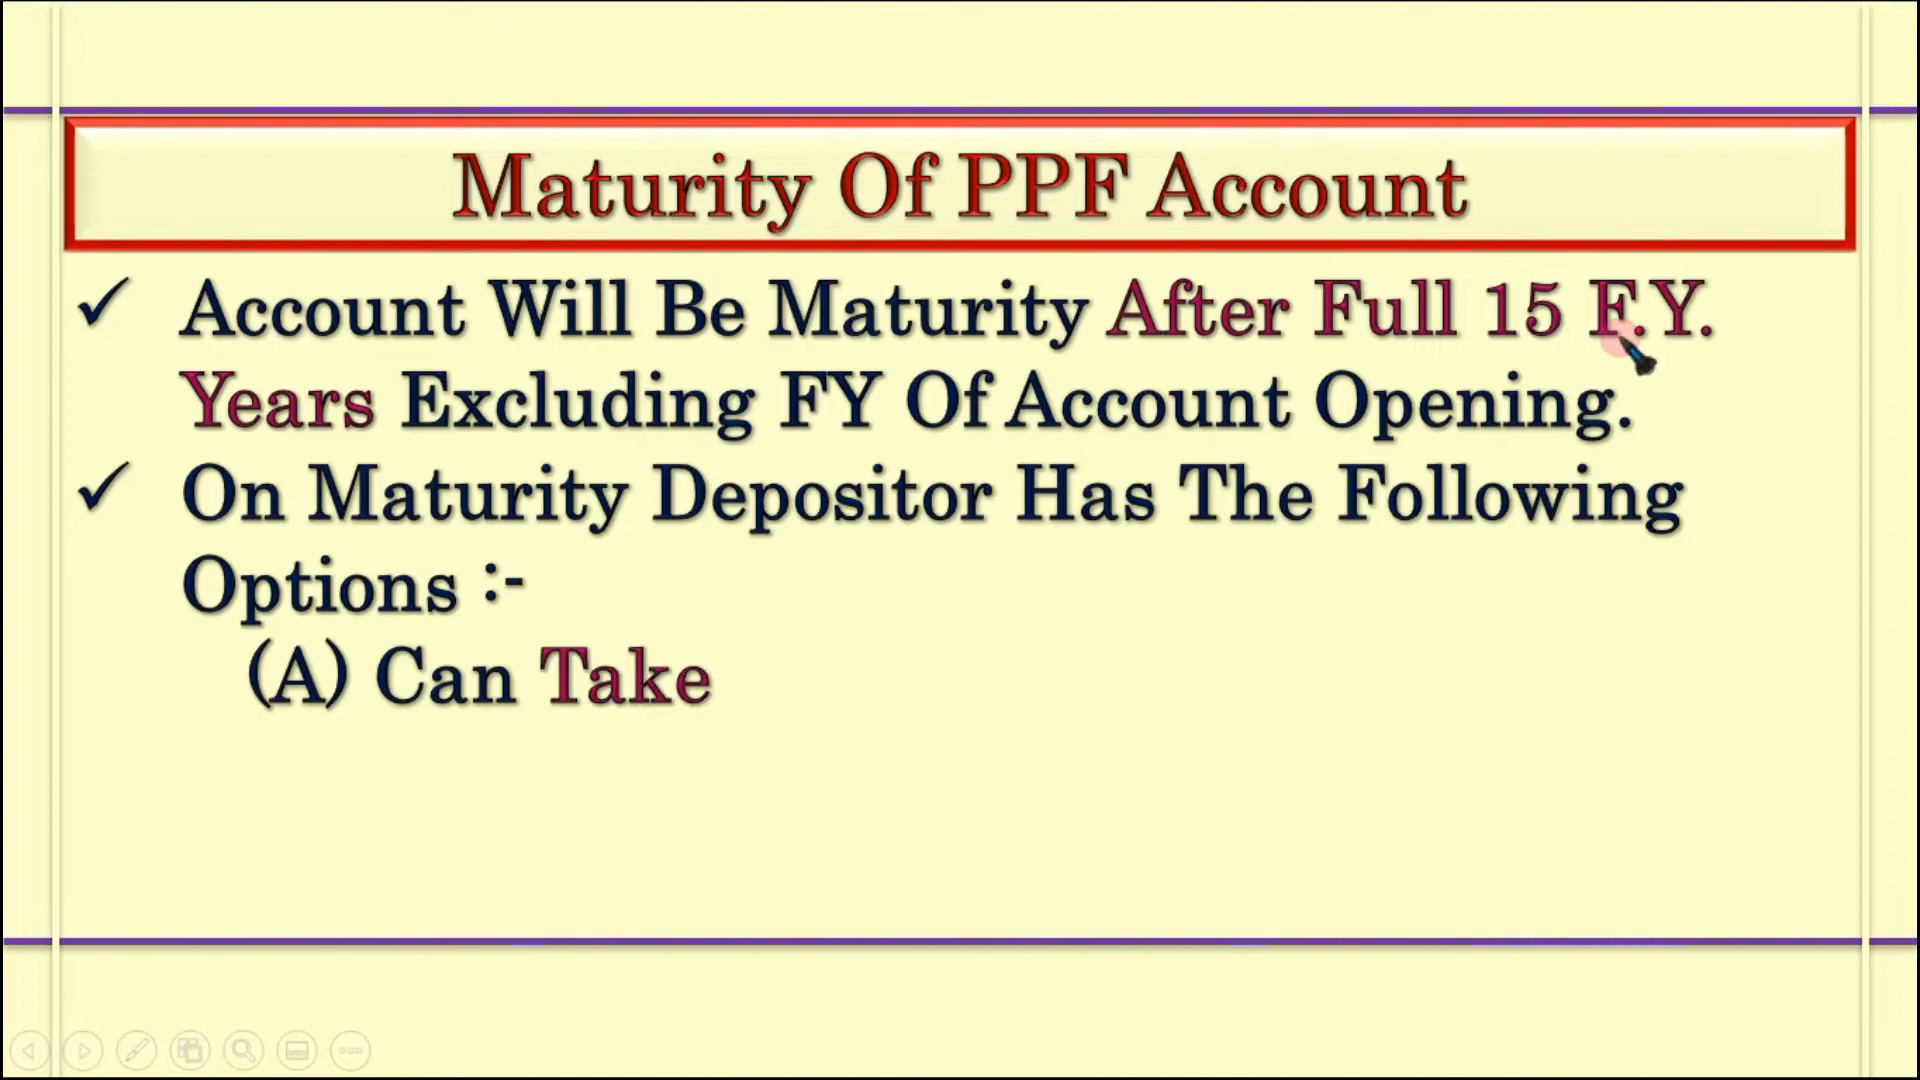 Maturity Of PPF Account
✓ Account Will Be Maturity After Full 15 F.Y.
Years Excluding FY Of Account Opening.
✓ On Maturity Depositor Has The Following
Options :-
(A) Can Take